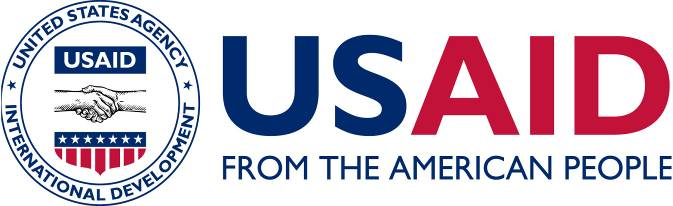 UNITED STATES AGENCY
USAID
INTERNATIONAL DEVELOPMENT
USAID
FROM THE AMERICAN PEOPLE